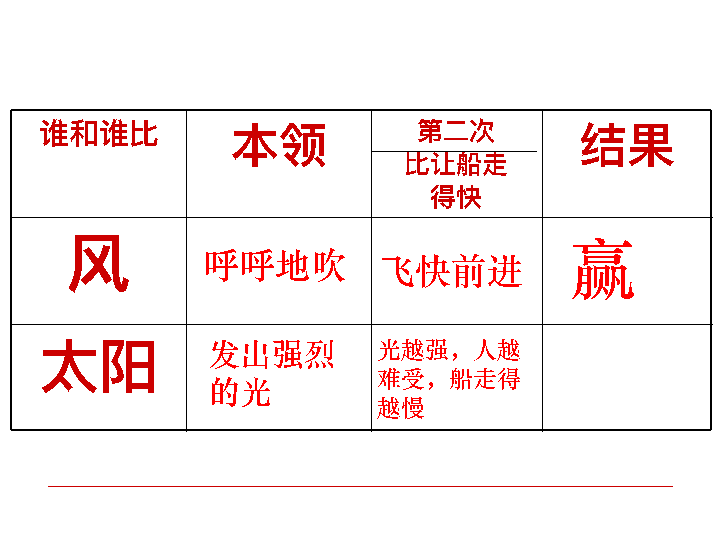 谁和谁比
本领
第二次
比让船走
得快
结果
风
呼呼地吹
飞快前进
赢
太阳
发出强烈
的光
光越强，人越
难受，船走得
越慢